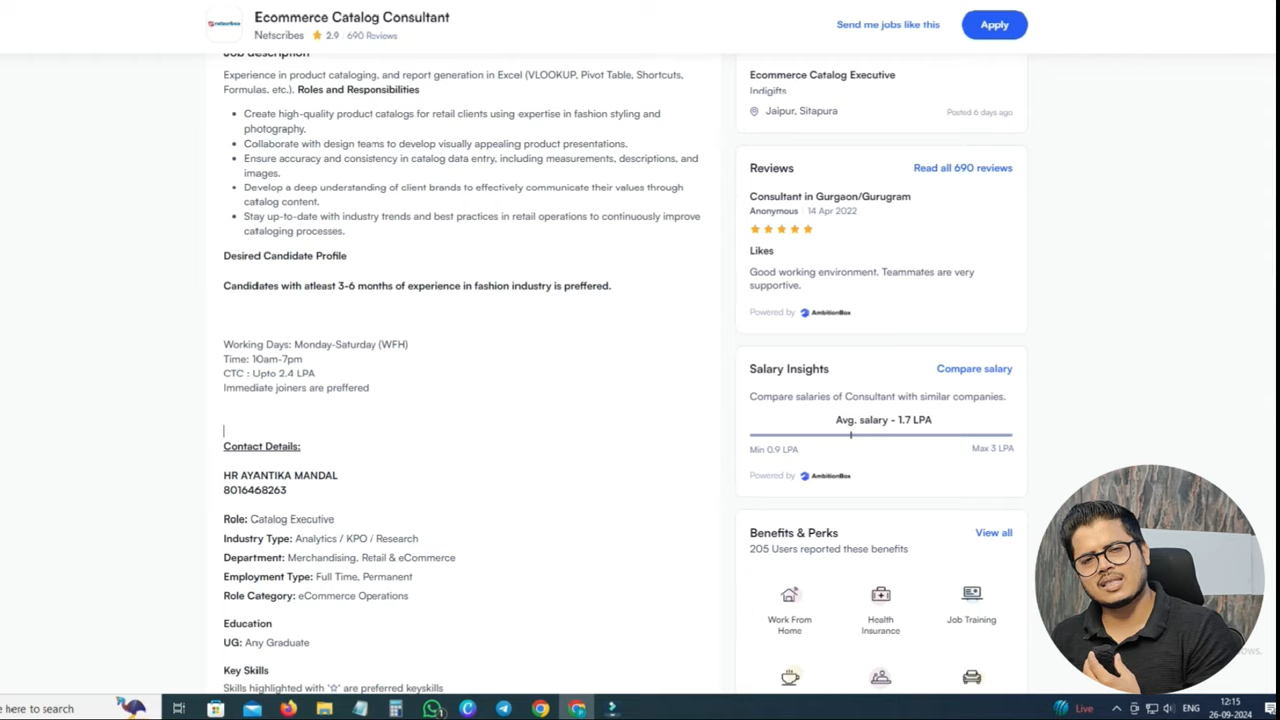 Ecommerce Catalog Consultant
netscribes
Netscribes 2.9 690 Reviews
Send me jobs like this
Apply
Job description
Experience in product cataloging, and report generation in Excel (VLOOKUP, Pivot Table, Shortcuts,
Formulas, etc.). Roles and Responsibilities
Create high-quality product catalogs for retail clients using expertise in fashion styling and
photography.
Collaborate with design teams to develop visually appealing product presentations.
Ensure accuracy and consistency in catalog data entry, including measurements, descriptions, and
images.
Develop a deep understanding of client brands to effectively communicate their values through
catalog content.
Stay up-to-date with industry trends and best practices in retail operations to continuously improve
cataloging processes.
Desired Candidate Profile
Candidates with atleast 3-6 months of experience in fashion industry is preffered.
Working Days: Monday-Saturday (WFH)
Time: 10am-7pm
CTC : Upto 2.4 LPA
Immediate joiners are preffered
Contact Details:
HR AYANTIKA MANDAL
8016468263
Role: Catalog Executive
Industry Type: Analytics / KPO / Research
Department: Merchandising, Retail & eCommerce
Employment Type: Full Time, Permanent
Role Category: eCommerce Operations
Education
UG: Any Graduate
Key Skills
Skills highlighted with '☆' are preferred keyskills
Ecommerce Catalog Executive
Indigifts
Jaipur, Sitapura
Posted 6 days ago
Reviews
Read all 690 reviews
Consultant in Gurgaon/Gurugram
Anonymous 14 Apr 2022
Likes
Good working environment. Teammates are very
supportive.
Powered by AmbitionBox
Salary Insights
Compare salary
Compare salaries of Consultant with similar companies.
Avg. salary - 1.7 LPA
Min 0.9 LPA
Max 3 LPA
Powered by AmbitionBox
Benefits & Perks
View all
205 Users reported these benefits
Work From
Home
Health
Insurance
Job Training
here to search
Live
ENG
12:15
26-09-2024